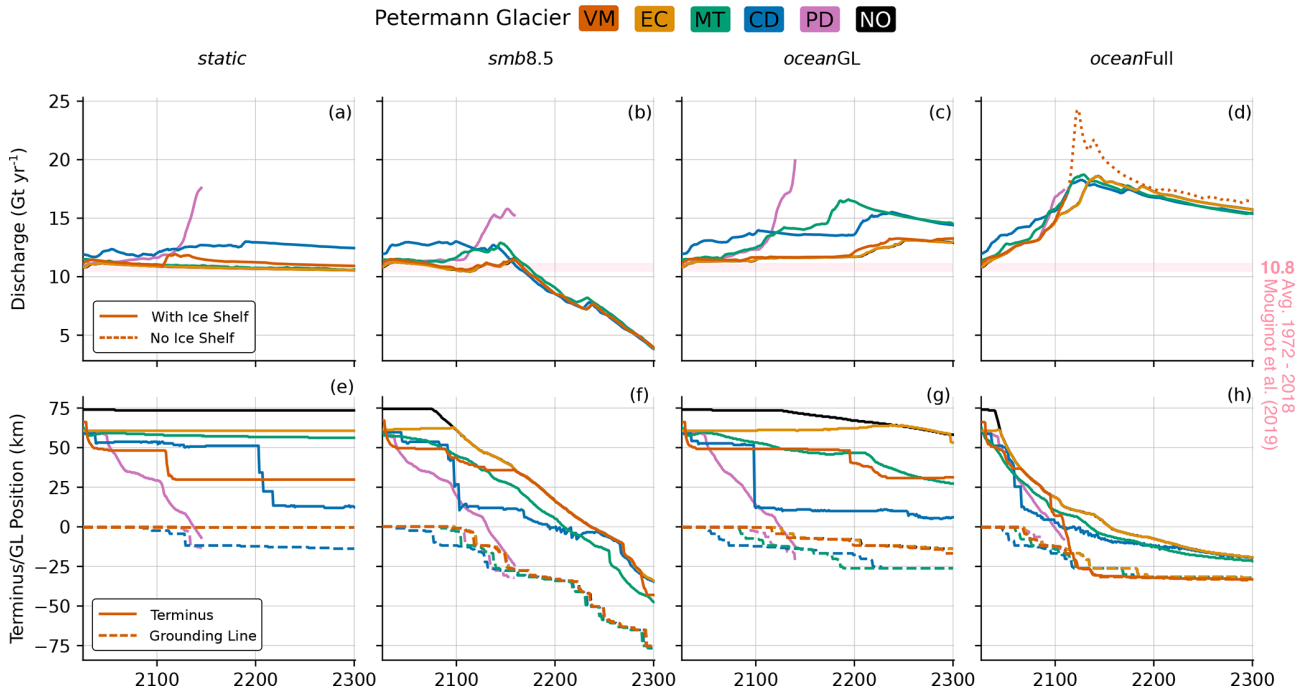 Petermann Glacier VM EC MT CD PD NO
static smb8.5 oceanGL oceanFull
Discharge (Gt yr⁻¹)
25
20
15
10
5
(a)
(b)
(c)
(d)
With Ice Shelf
No Ice Shelf
10.8
Avg. 1972 - 2018
Mouginot et al. (2019)
Terminus/GL Position (km)
75
50
25
0
−25
−50
−75
(e)
(f)
(g)
(h)
Terminus
Grounding Line
2100 2200 2300 2100 2200 2300 2100 2200 2300 2100 2200 2300